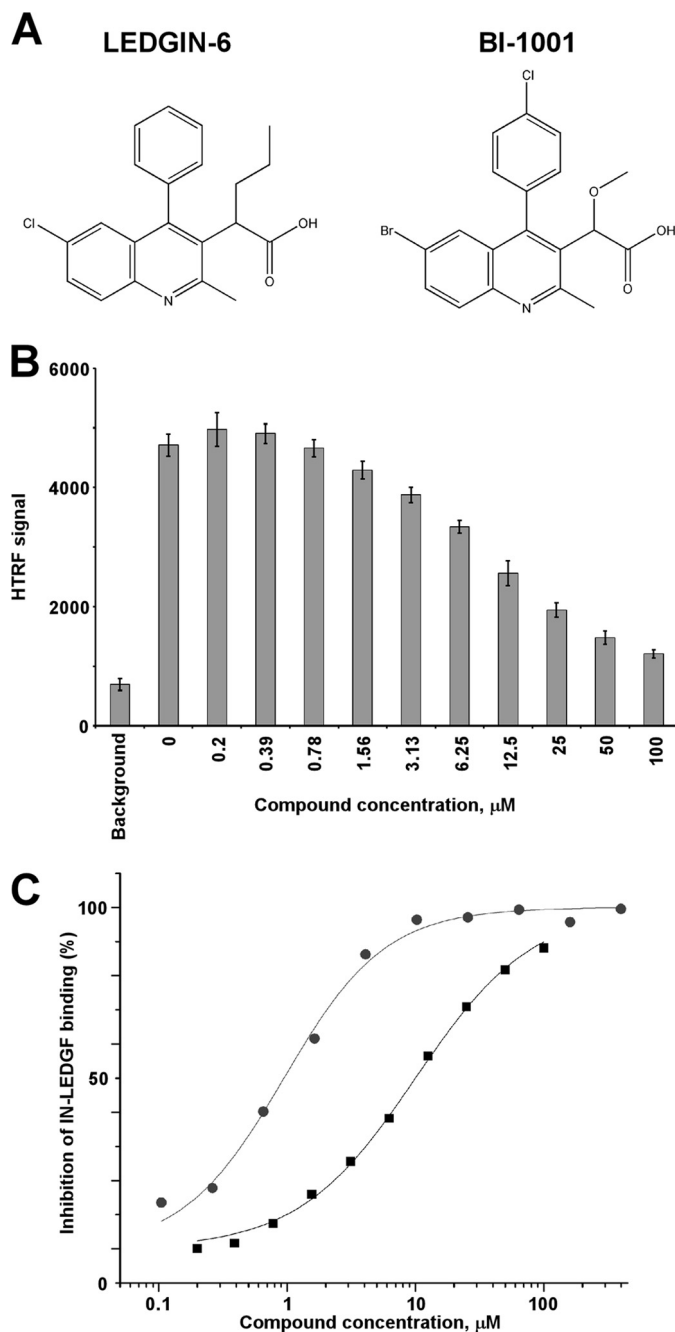 A
LEDGIN-6
BI-1001
Cl
N
OH
O
Cl
Br
N
O
OH
O
B
6000
4000
2000
0
HTRF signal
Background
0
0.2
0.39
0.78
1.56
3.13
6.25
12.5
25
50
100
Compound concentration, μM
C
100
50
0
Inhibition of IN-LEDGF binding (%)
0.1
1
10
100
Compound concentration, μM